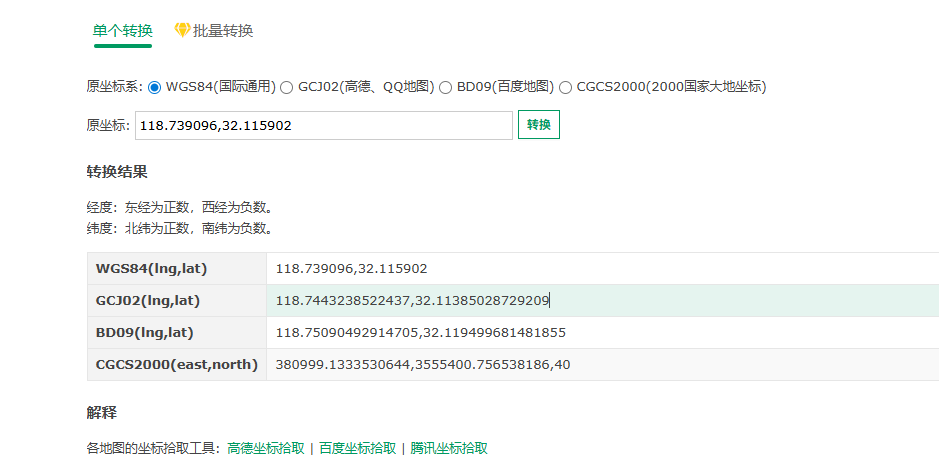 单个转换 批量转换
原坐标系: WGS84(国际通用) GCJ02(高德、QQ地图) BD09(百度地图) CGCS2000(2000国家大地坐标)
原坐标: 118.739096,32.115902 转换
转换结果
经度：东经为正数，西经为负数。
纬度：北纬为正数，南纬为负数。
WGS84(lng,lat) 118.739096,32.115902
GCJ02(lng,lat) 118.7443238522437,32.11385028729209
BD09(lng,lat) 118.75090492914705,32.119499681481855
CGCS2000(east,north) 380999.1333530644,3555400.756538186,40
解释
各地图的坐标拾取工具：高德坐标拾取 | 百度坐标拾取 | 腾讯坐标拾取